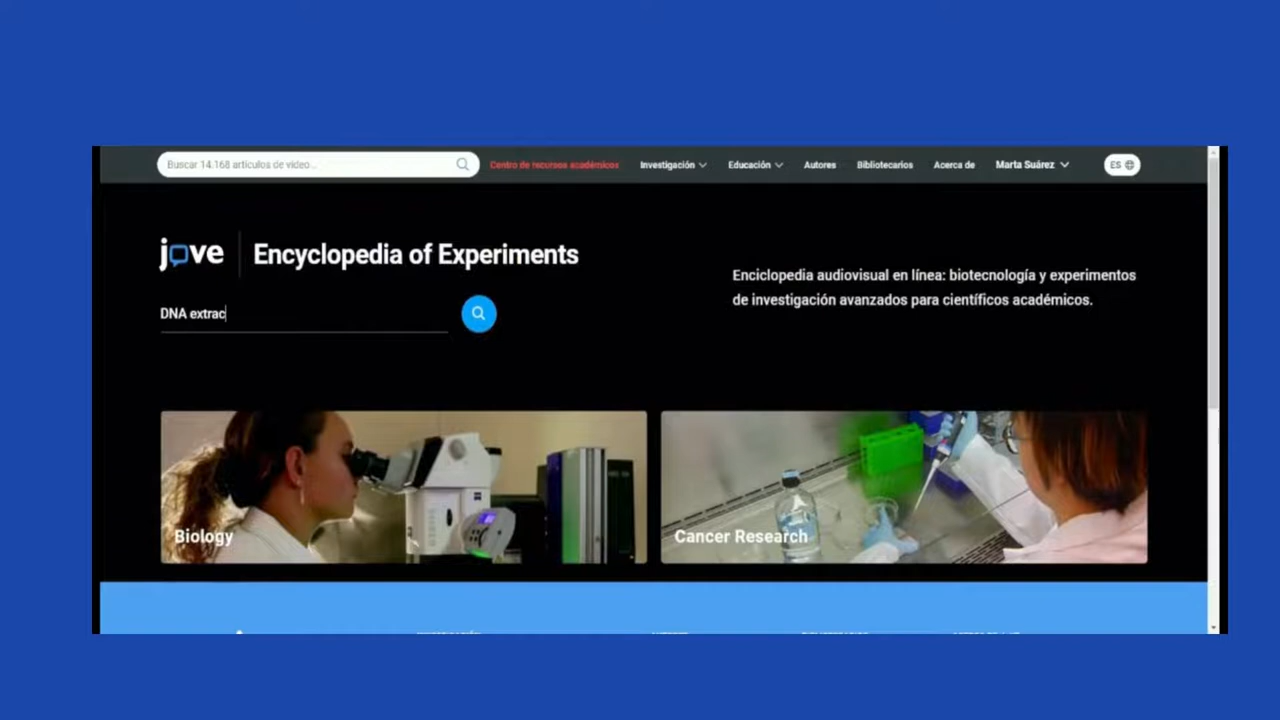 Buscar 14.168 artículos de video...
Centro de recursos académicos
Investigación
Educación
Autores
Bibliotecarios
Acerca de
Marta Suárez
ES
jove
Encyclopedia of Experiments
DNA extrac
Enciclopedia audiovisual en línea: biotecnología y experimentos
de investigación avanzados para científicos académicos.
Biology
Cancer Research